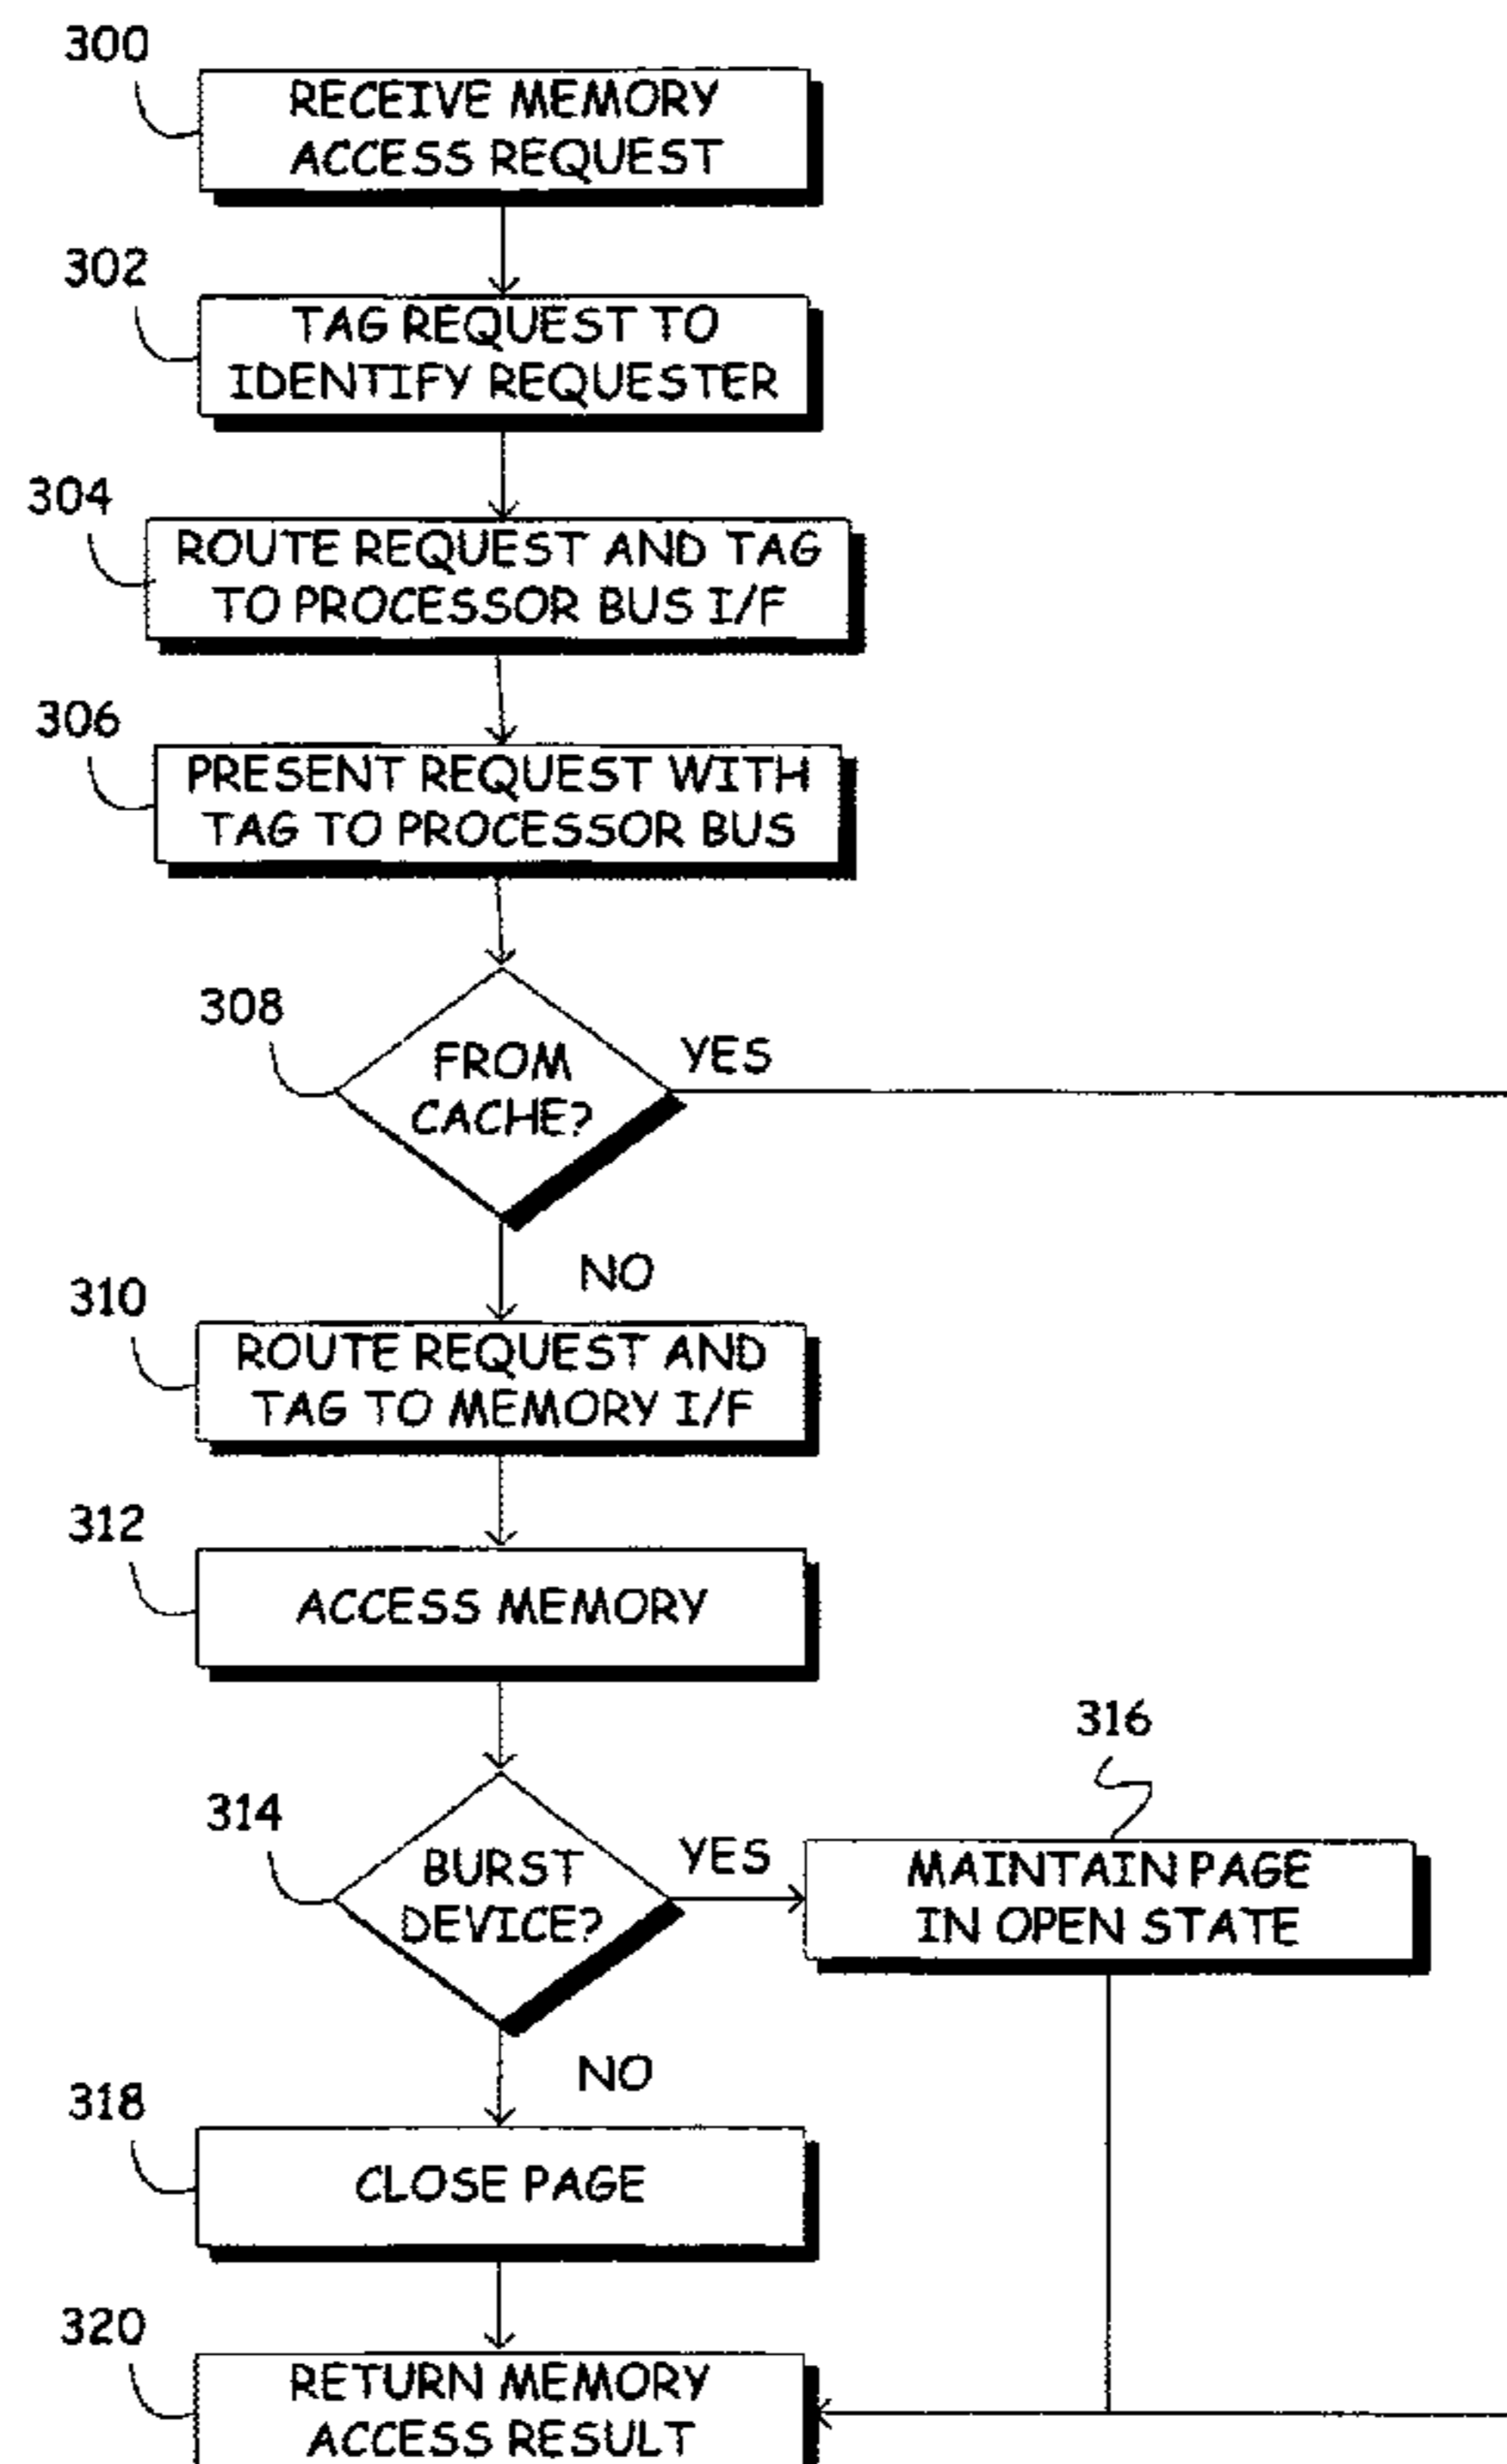 300
RECEIVE MEMORY
ACCESS REQUEST
302
TAG REQUEST TO
IDENTIFY REQUESTER
304
ROUTE REQUEST AND TAG
TO PROCESSOR BUS I/F
306
PRESENT REQUEST WITH
TAG TO PROCESSOR BUS
308
FROM
CACHE?
YES
NO
310
ROUTE REQUEST AND
TAG TO MEMORY I/F
312
ACCESS MEMORY
314
BURST
DEVICE?
YES
316
MAINTAIN PAGE
IN OPEN STATE
NO
318
CLOSE PAGE
320
RETURN MEMORY
ACCESS RESULT